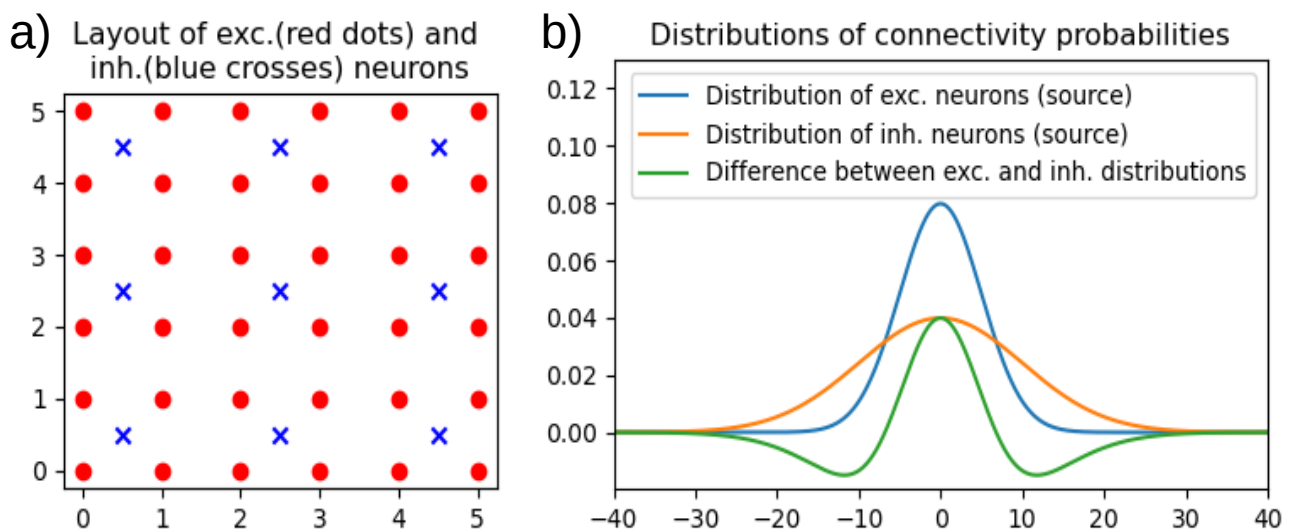 a)
Layout of exc.(red dots) and
inh.(blue crosses) neurons
5
4
3
2
1
0
0 1 2 3 4 5
b)
Distributions of connectivity probabilities
Distribution of exc. neurons (source)
Distribution of inh. neurons (source)
Difference between exc. and inh. distributions
0.12
0.10
0.08
0.06
0.04
0.02
0.00
−40 −30 −20 −10 0 10 20 30 40